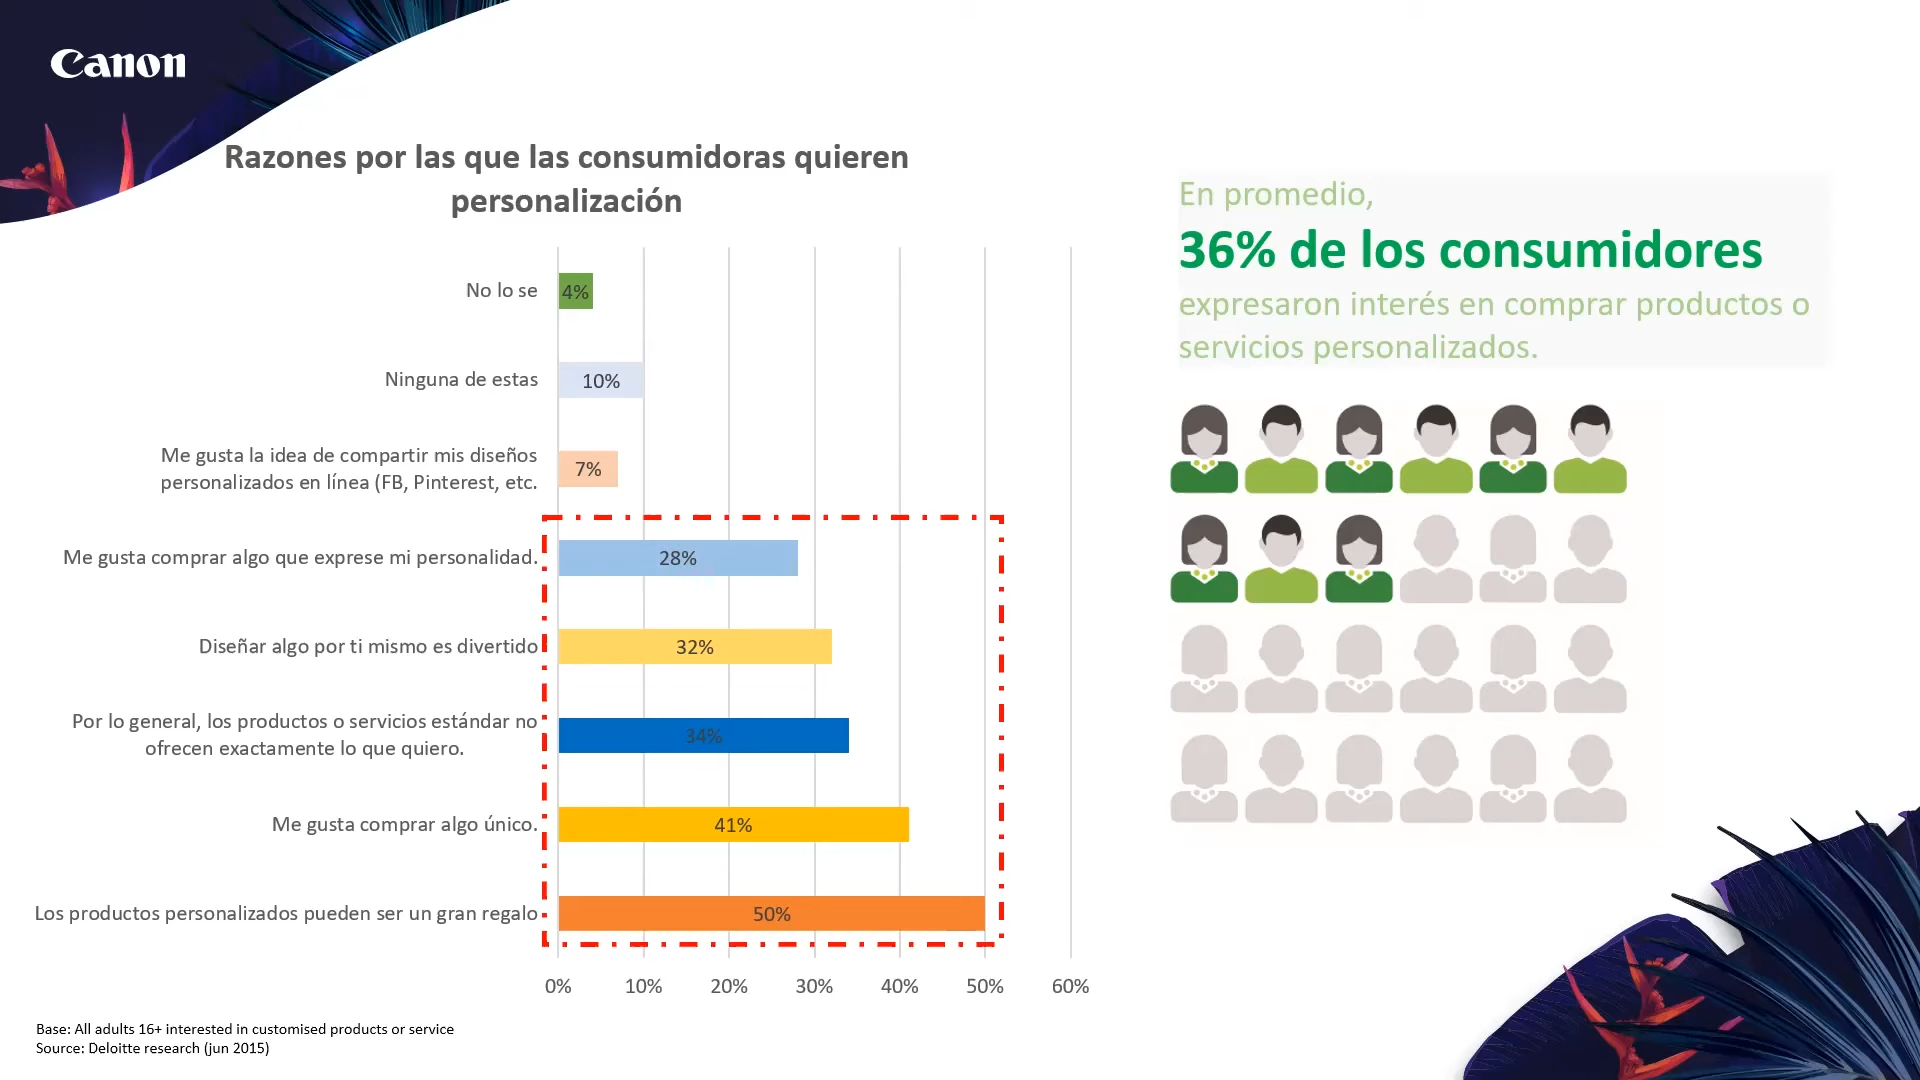 Canon
Razones por las que las consumidoras quieren
personalización
No lo se
4%
Ninguna de estas
10%
Me gusta la idea de compartir mis diseños
personalizados en línea (FB, Pinterest, etc.
7%
Me gusta comprar algo que exprese mi personalidad.
28%
Diseñar algo por ti mismo es divertido
32%
Por lo general, los productos o servicios estándar no
ofrecen exactamente lo que quiero.
34%
Me gusta comprar algo único.
41%
Los productos personalizados pueden ser un gran regalo
50%
0% 10% 20% 30% 40% 50% 60%
Base: All adults 16+ interested in customised products or service
Source: Deloitte research (jun 2015)
En promedio,
36% de los consumidores
expresaron interés en comprar productos o
servicios personalizados.